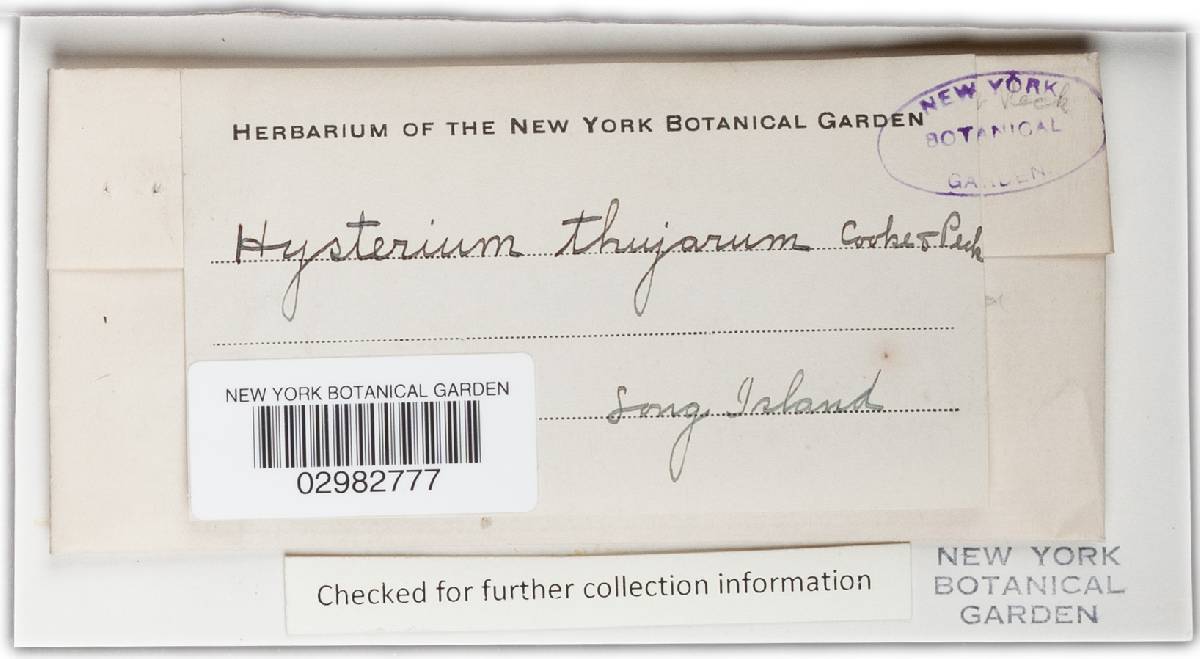 HERBARIUM OF THE NEW YORK BOTANICAL GARDEN
NEW YORK
BOTANICAL
GARDEN
Hysterium thujarum Cooke & Peck
Long Island
NEW YORK BOTANICAL GARDEN
02982777
Checked for further collection information
NEW YORK
BOTANICAL
GARDEN